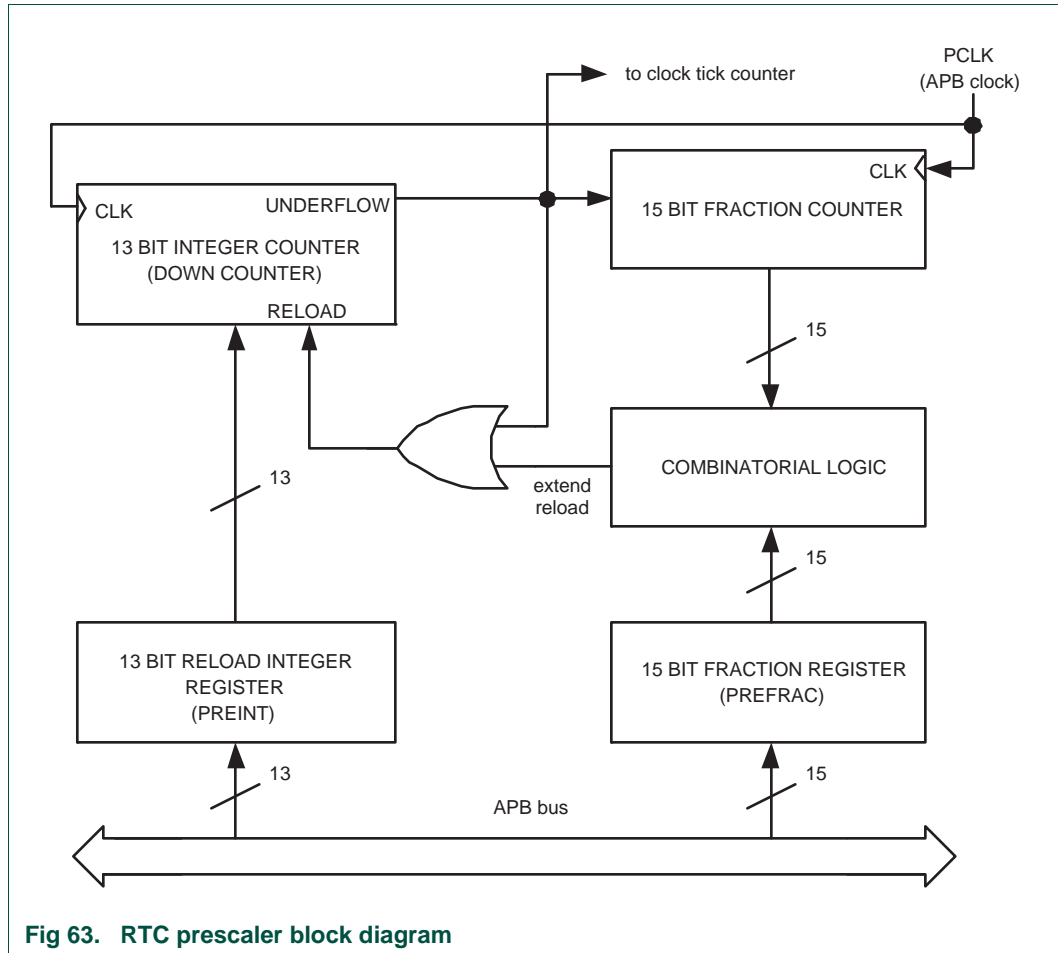 PCLK
(APB clock)
to clock tick counter
CLK
UNDERFLOW
13 BIT INTEGER COUNTER
(DOWN COUNTER)
RELOAD
CLK
15 BIT FRACTION COUNTER
15
COMBINATORIAL LOGIC
extend
reload
13
15
13 BIT RELOAD INTEGER
REGISTER
(PREINT)
15 BIT FRACTION REGISTER
(PREFRAC)
13
15
APB bus
Fig 63. RTC prescaler block diagram